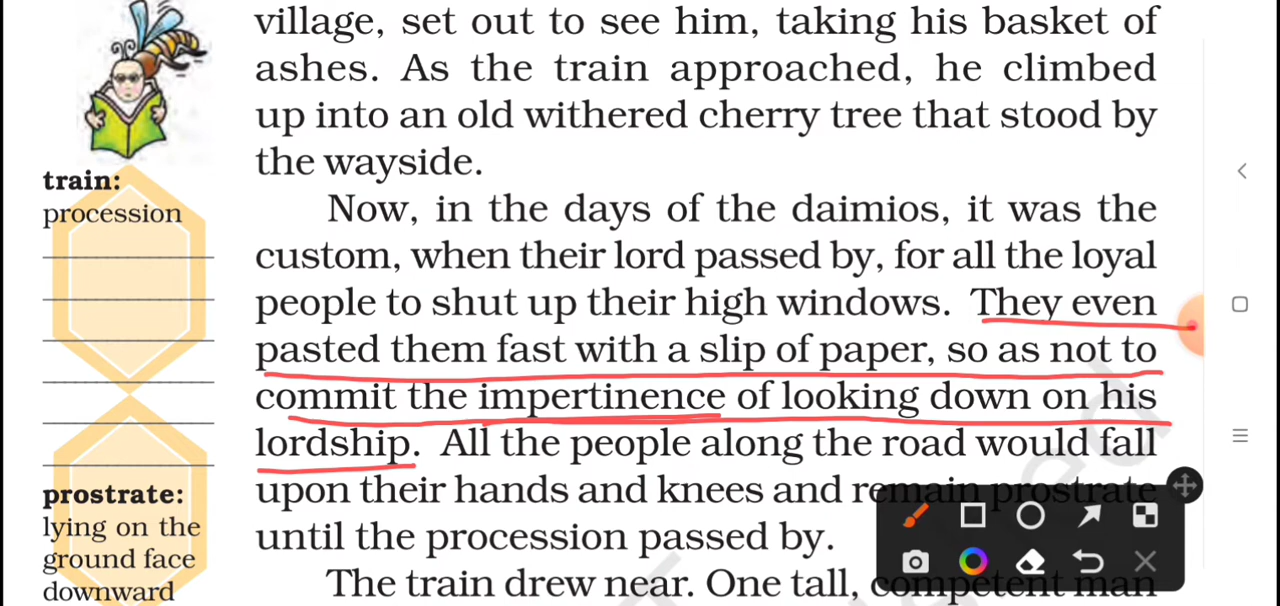 village, set out to see him, taking his basket of
ashes. As the train approached, he climbed
up into an old withered cherry tree that stood by
the wayside.
Now, in the days of the daimios, it was the
custom, when their lord passed by, for all the loyal
people to shut up their high windows. They even
pasted them fast with a slip of paper, so as not to
commit the impertinence of looking down on his
lordship. All the people along the road would fall
upon their hands and knees and remain prostrate
until the procession passed by.
The train drew near. One tall, competent man
train:
procession
prostrate:
lying on the
ground face
downward